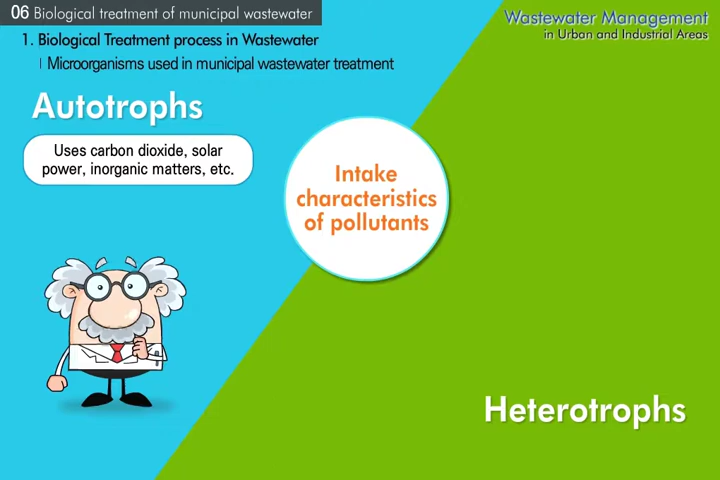 06 Biological treatment of municipal wastewater
Wastewater Management
in Urban and Industrial Areas
1. Biological Treatment process in Wastewater
| Microorganisms used in municipal wastewater treatment
Autotrophs
Uses carbon dioxide, solar
power, inorganic matters, etc.
Intake
characteristics
of pollutants
Heterotrophs